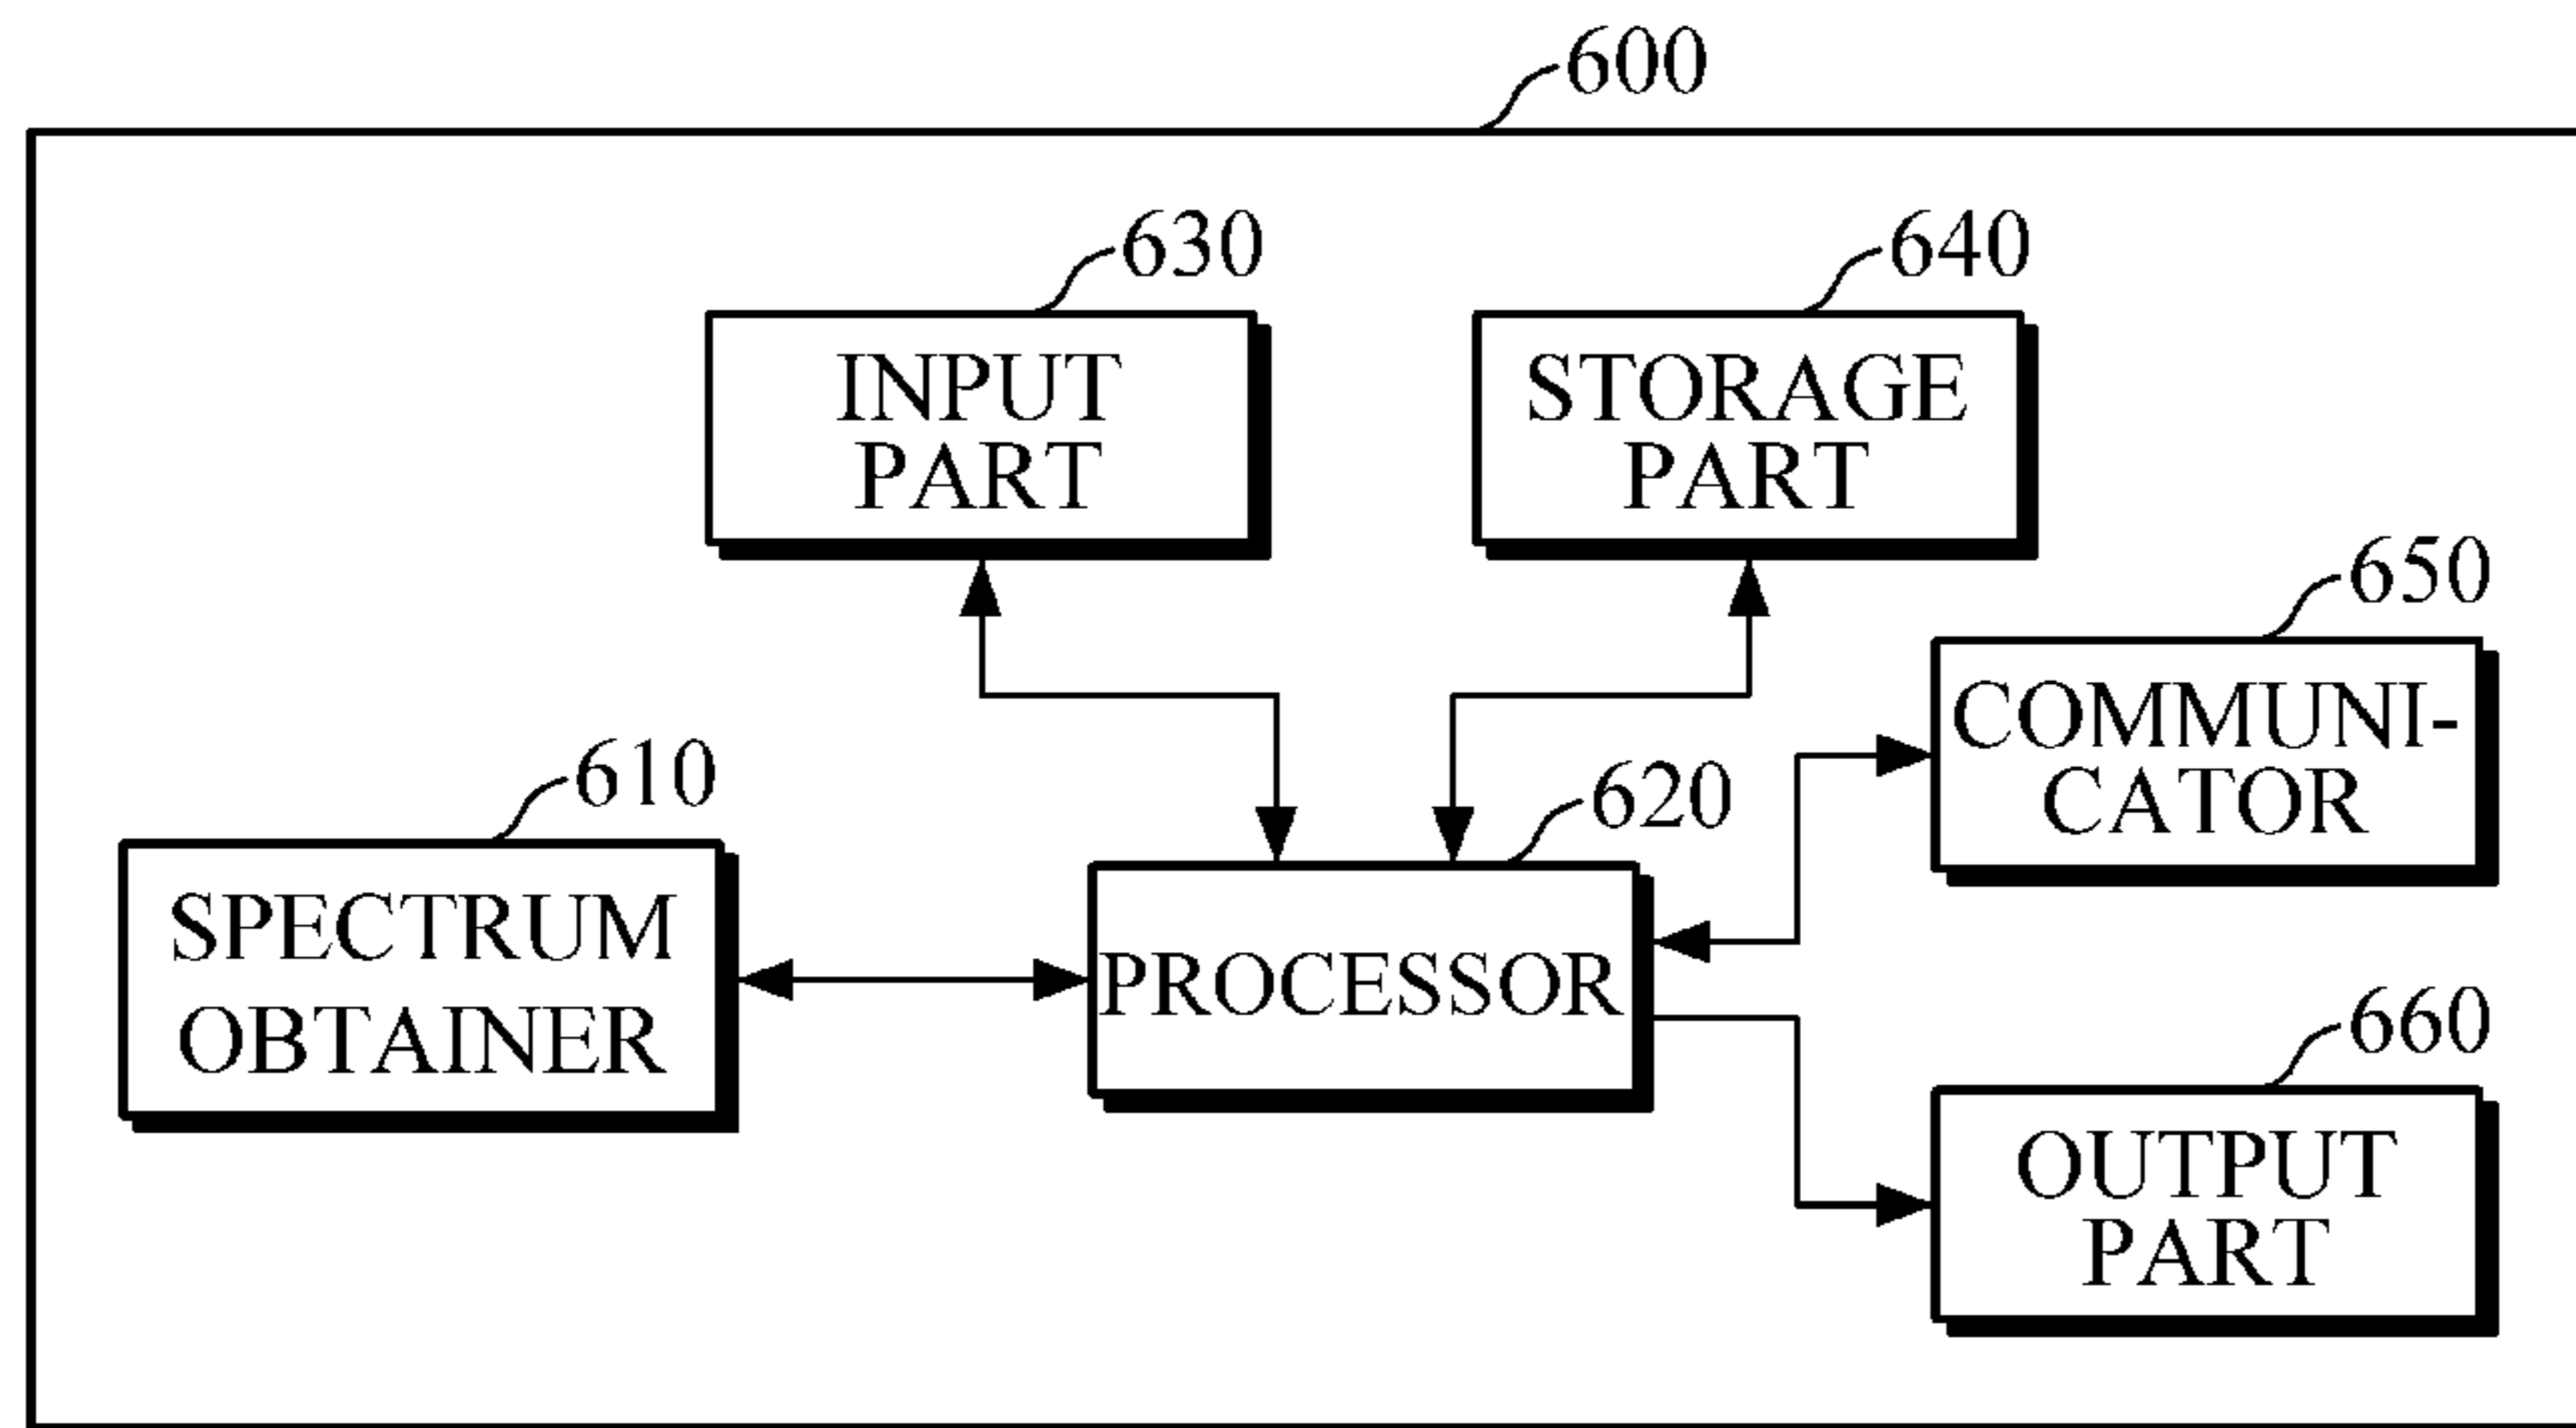 600
630
INPUT
PART
640
STORAGE
PART
650
COMMUNI-
CATOR
610
SPECTRUM
OBTAINER
620
PROCESSOR
660
OUTPUT
PART